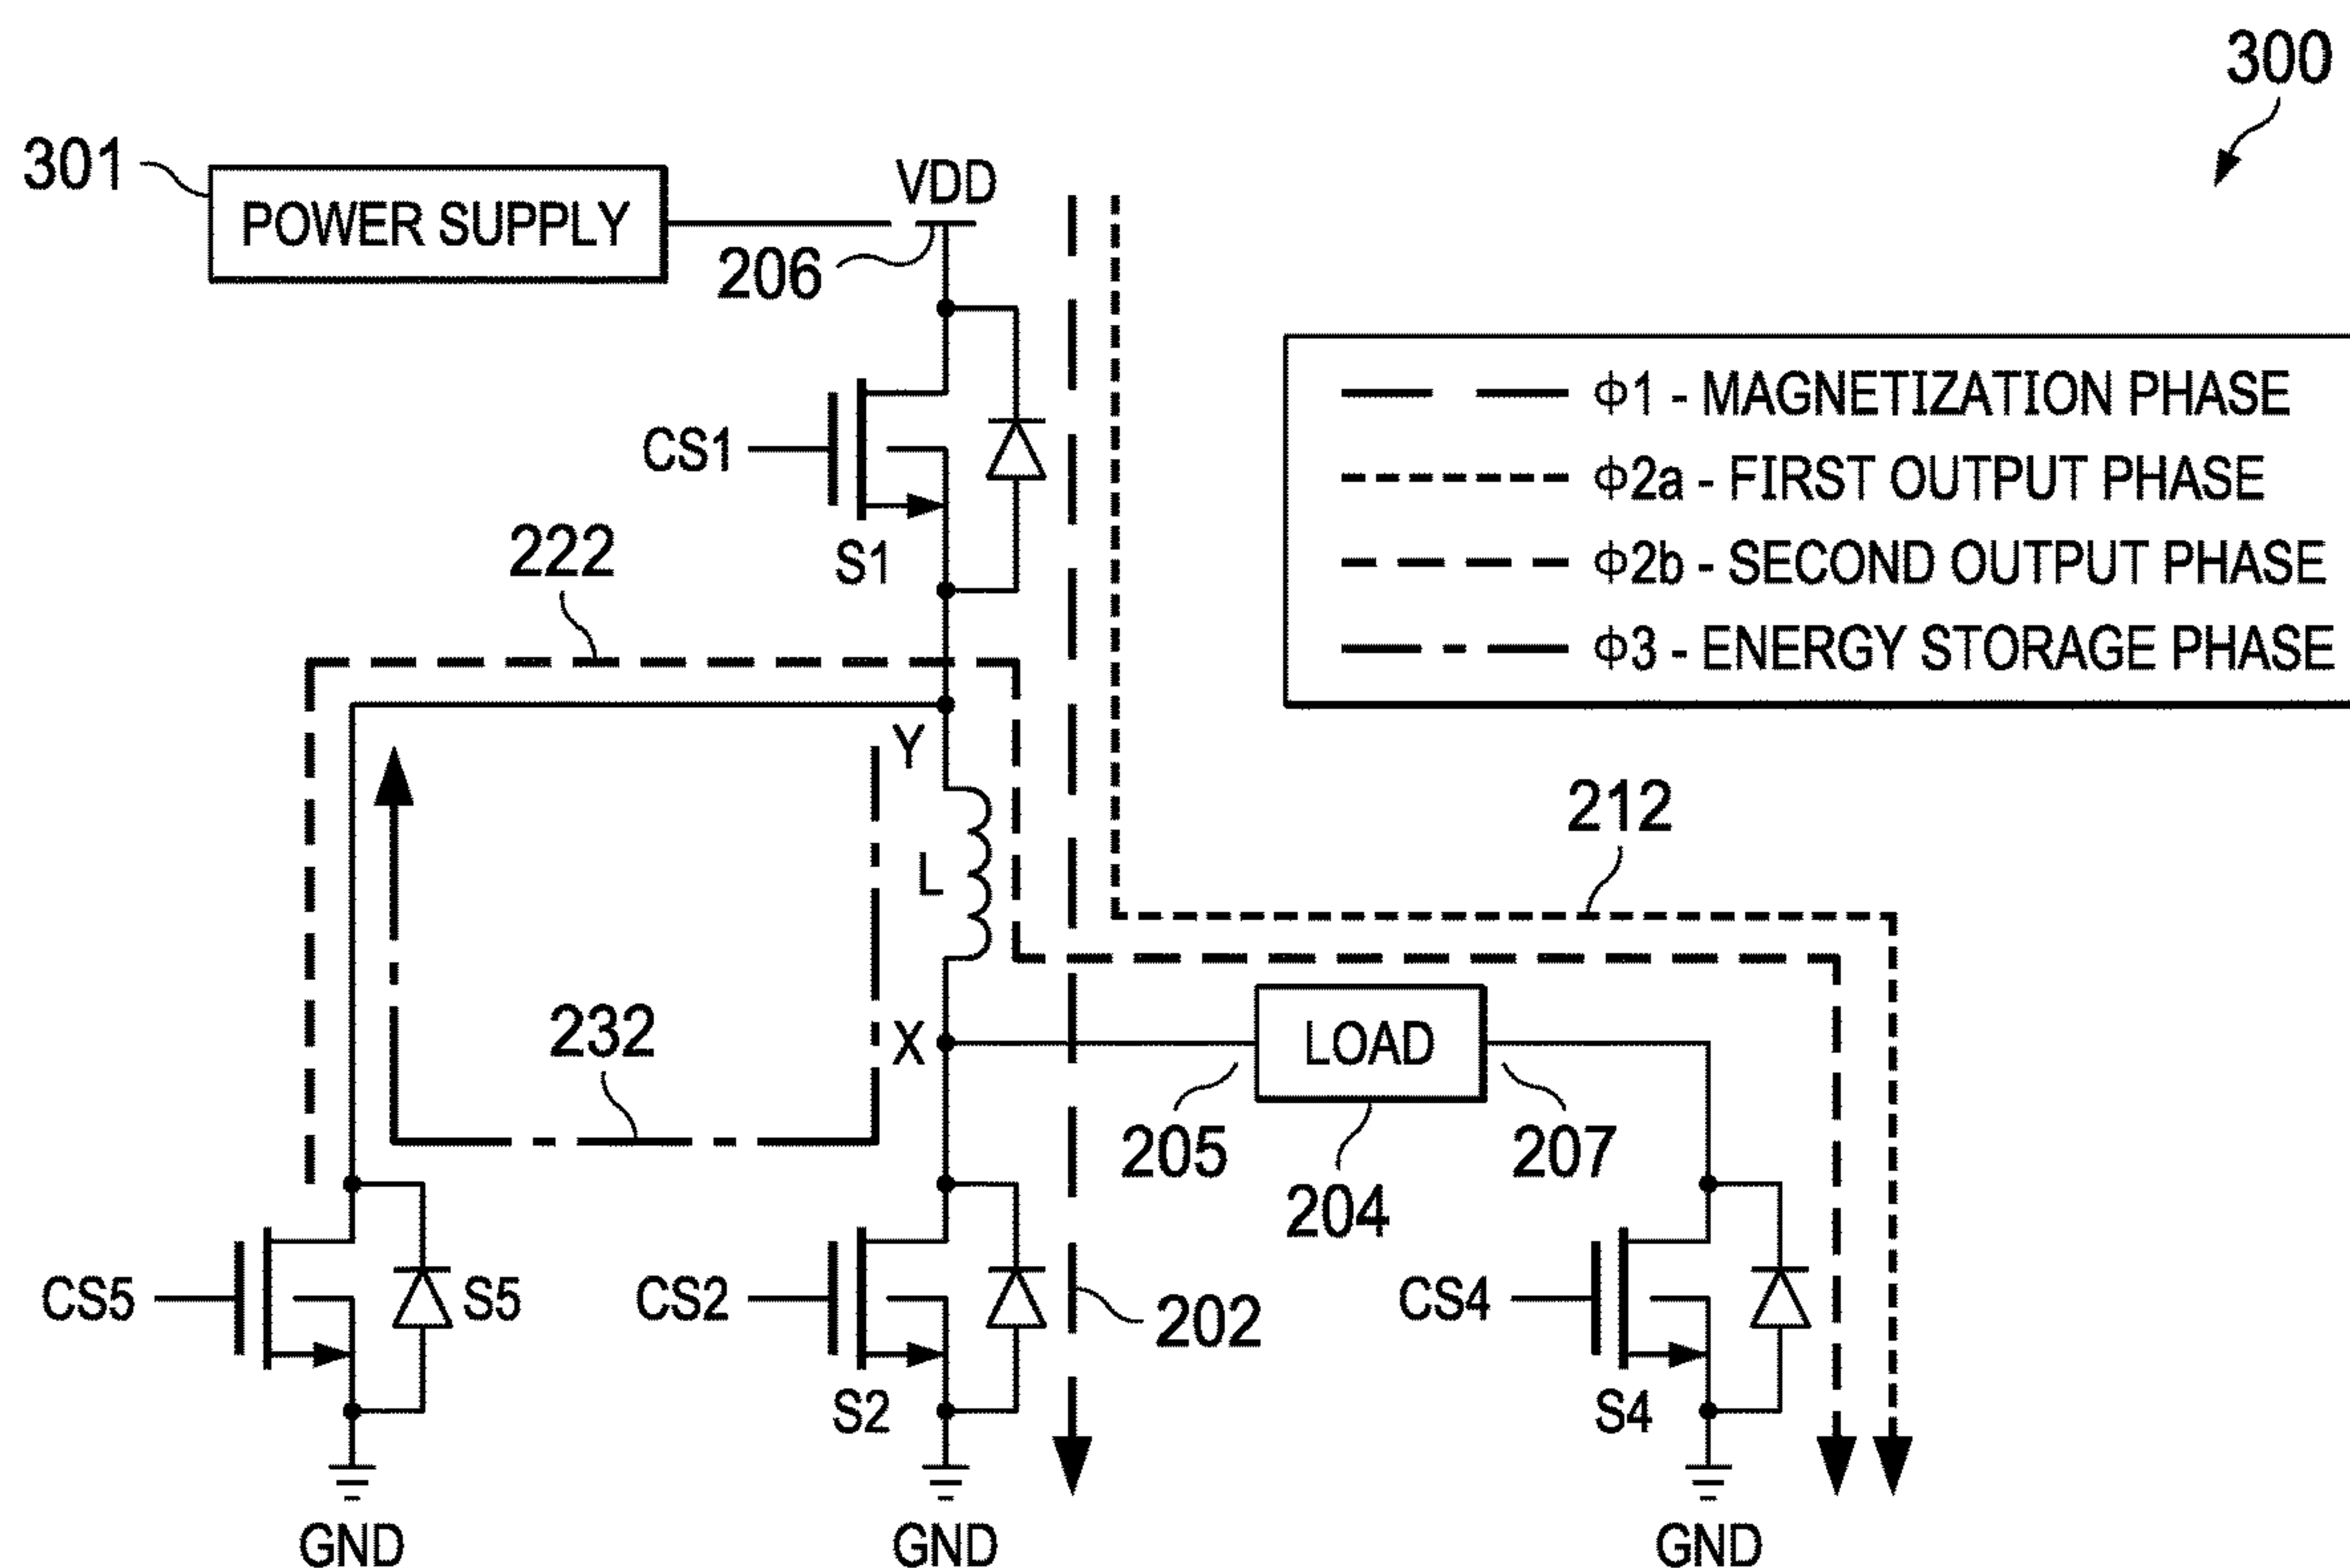 300
301
POWER SUPPLY
VDD
206
CS1
S1
Φ1 - MAGNETIZATION PHASE
Φ2a - FIRST OUTPUT PHASE
Φ2b - SECOND OUTPUT PHASE
Φ3 - ENERGY STORAGE PHASE
222
Y
L
212
232
X
LOAD
205
204
207
CS5
S5
CS2
S2
202
CS4
S4
GND
GND
GND